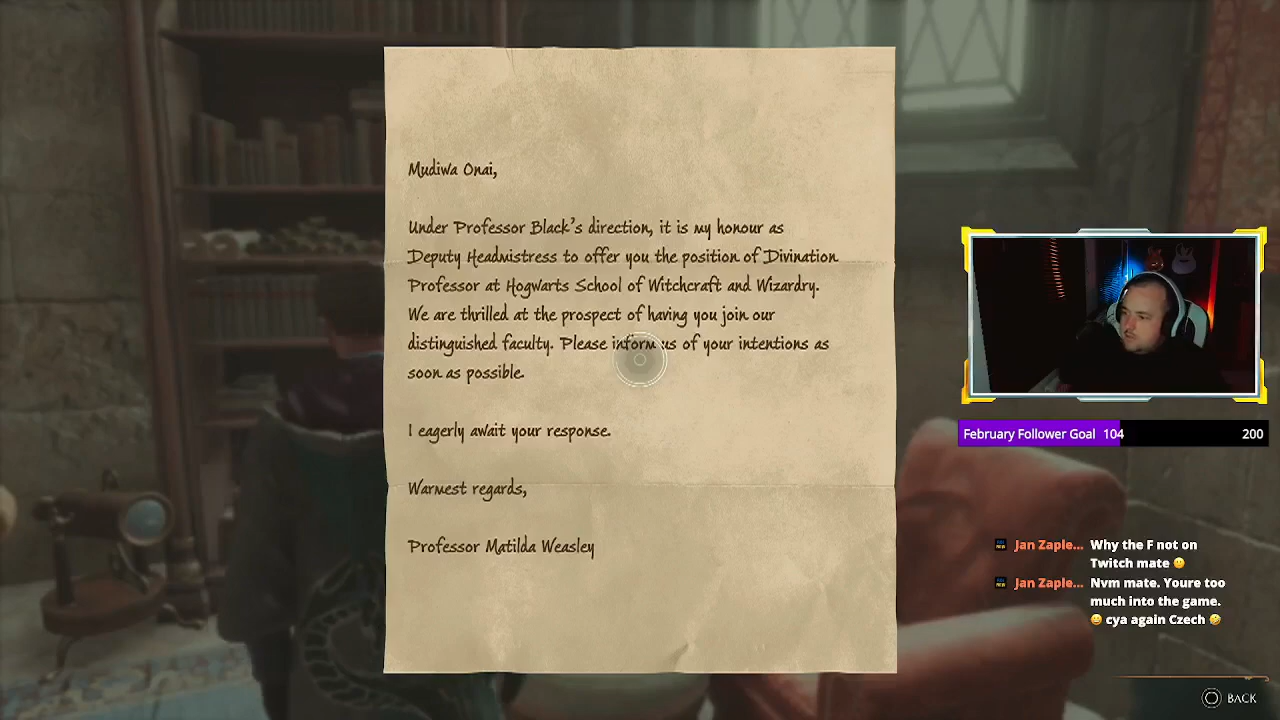 Mudiwa Onai,
Under Professor Black's direction, it is my honour as
Deputy Headmistress to offer you the position of Divination
Professor at Hogwarts School of Witchcraft and Wizardry.
We are thrilled at the prospect of having you join our
distinguished faculty. Please inform us of your intentions as
soon as possible.
I eagerly await your response.
Warmest regards,
Professor Matilda Weasley
February Follower Goal 104 200
Jan Zaple... Why the F not on
Twitch mate 😬
Jan Zaple... Nvm mate. Youre too
much into the game.
😄 cya again Czech 🤣
BACK